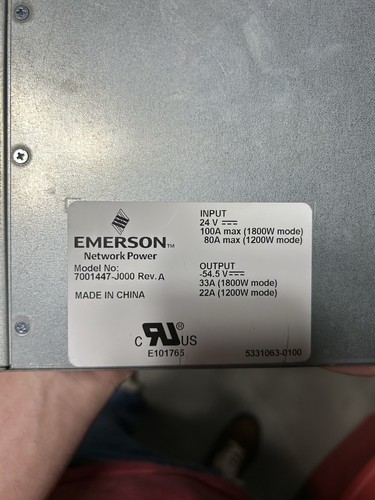 EMERSON™
Network Power
Model No:
7001447-J000 Rev.A
MADE IN CHINA
INPUT
24 V
100A max (1800W mode)
80A max (1200W mode)
OUTPUT
-54.5 V
33A (1800W mode)
22A (1200W mode)
C RU® US
E101765
5331063-0100